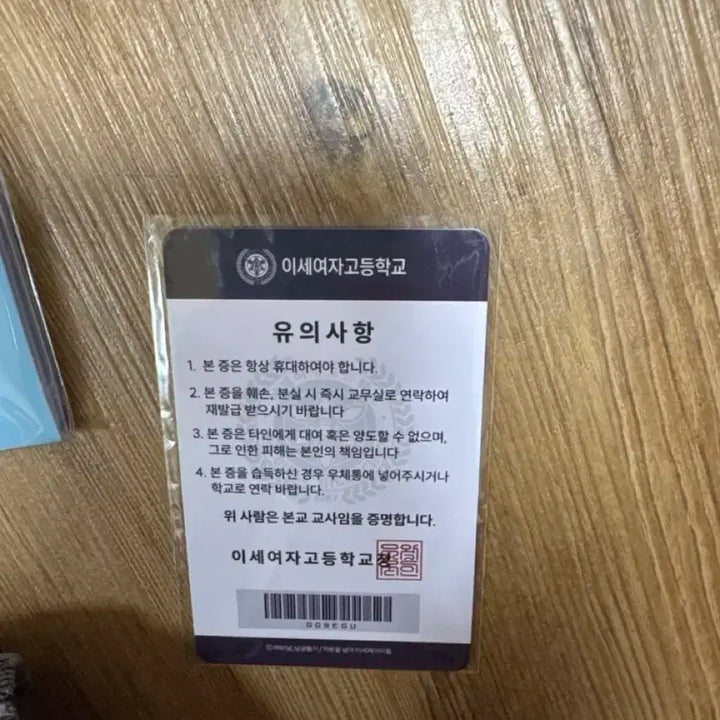 이세여자고등학교
유의사항
1. 본 증은 항상 휴대하여야 합니다.
2. 본 증을 훼손, 분실 시 즉시 교무실로 연락하여
재발급 받으시기 바랍니다
3. 본 증은 타인에게 대여 혹은 양도할 수 없으며,
그로 인한 피해는 본인의 책임입니다
4. 본 증을 습득하신 경우 우체통에 넣어주시거나
학교로 연락 바랍니다.
위 사람은 본교 교사임을 증명합니다.
이세여자고등학교장
GG9EGU